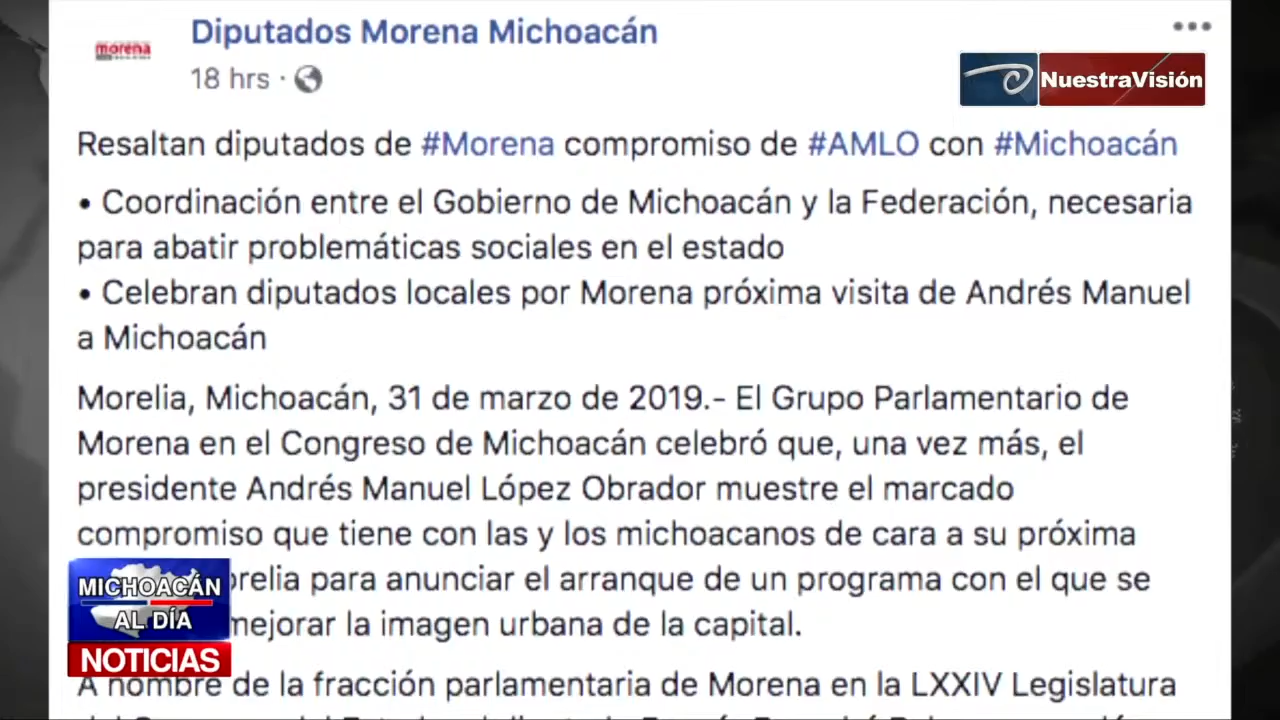 Diputados Morena Michoacán
morena
18 hrs ·
NuestraVisión
Resaltan diputados de #Morena compromiso de #AMLO con #Michoacán
• Coordinación entre el Gobierno de Michoacán y la Federación, necesaria
para abatir problemáticas sociales en el estado
• Celebran diputados locales por Morena próxima visita de Andrés Manuel
a Michoacán
Morelia, Michoacán, 31 de marzo de 2019.- El Grupo Parlamentario de
Morena en el Congreso de Michoacán celebró que, una vez más, el
presidente Andrés Manuel López Obrador muestre el marcado
compromiso que tiene con las y los michoacanos de cara a su próxima
orelia para anunciar el arranque de un programa con el que se
mejorar la imagen urbana de la capital.
MICHOACÁN
AL DÍA
NOTICIAS
A nombre de la fracción parlamentaria de Morena en la LXXIV Legislatura